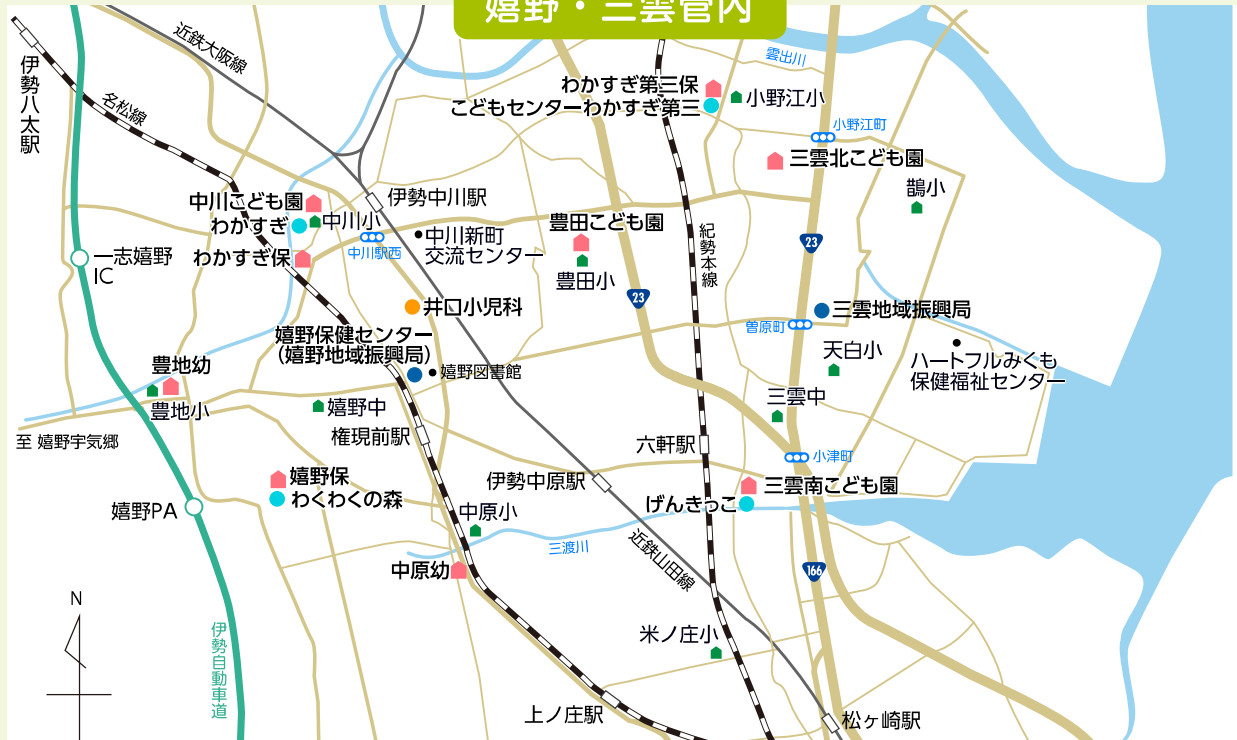 嬉野・三雲管内
近鉄大阪線
伊勢八太駅
名松線
雲出川
わかすぎ第三保
こどもセンターわかすぎ第三
小野江小
小野江町
三雲北こども園
鵲小
中川こども園
わかすぎ
中川小
伊勢中川駅
中川新町
交流センター
中川駅西
わかすぎ保
豊田こども園
豊田小
紀勢本線
23
23
一志嬉野
IC
井口小児科
三雲地域振興局
曽原町
嬉野保健センター
(嬉野地域振興局)
嬉野図書館
天白小
ハートフルみくも
保健福祉センター
豊地幼
豊地小
嬉野中
三雲中
至 嬉野宇気郷
権現前駅
六軒駅
小津町
嬉野保
わくわくの森
伊勢中原駅
三雲南こども園
げんきっこ
嬉野PA
中原小
三渡川
近鉄山田線
中原幼
166
N
伊勢自動車道
米ノ庄小
上ノ庄駅
松ヶ崎駅